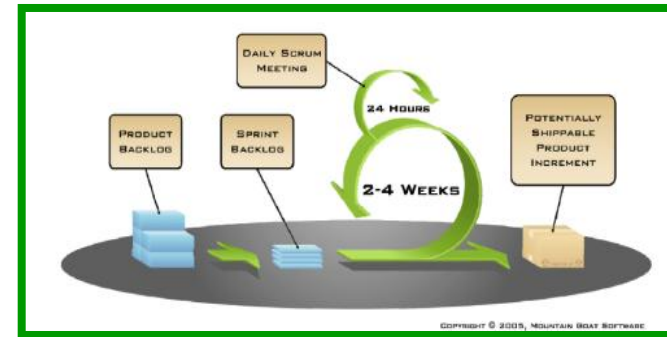 DAILY SCRUM
MEETING
24 HOURS
PRODUCT
BACKLOG
SPRINT
BACKLOG
POTENTIALLY
SHIPPABLE
PRODUCT
INCREMENT
2-4 WEEKS
COPYRIGHT © 2005, MOUNTAIN GOAT SOFTWARE